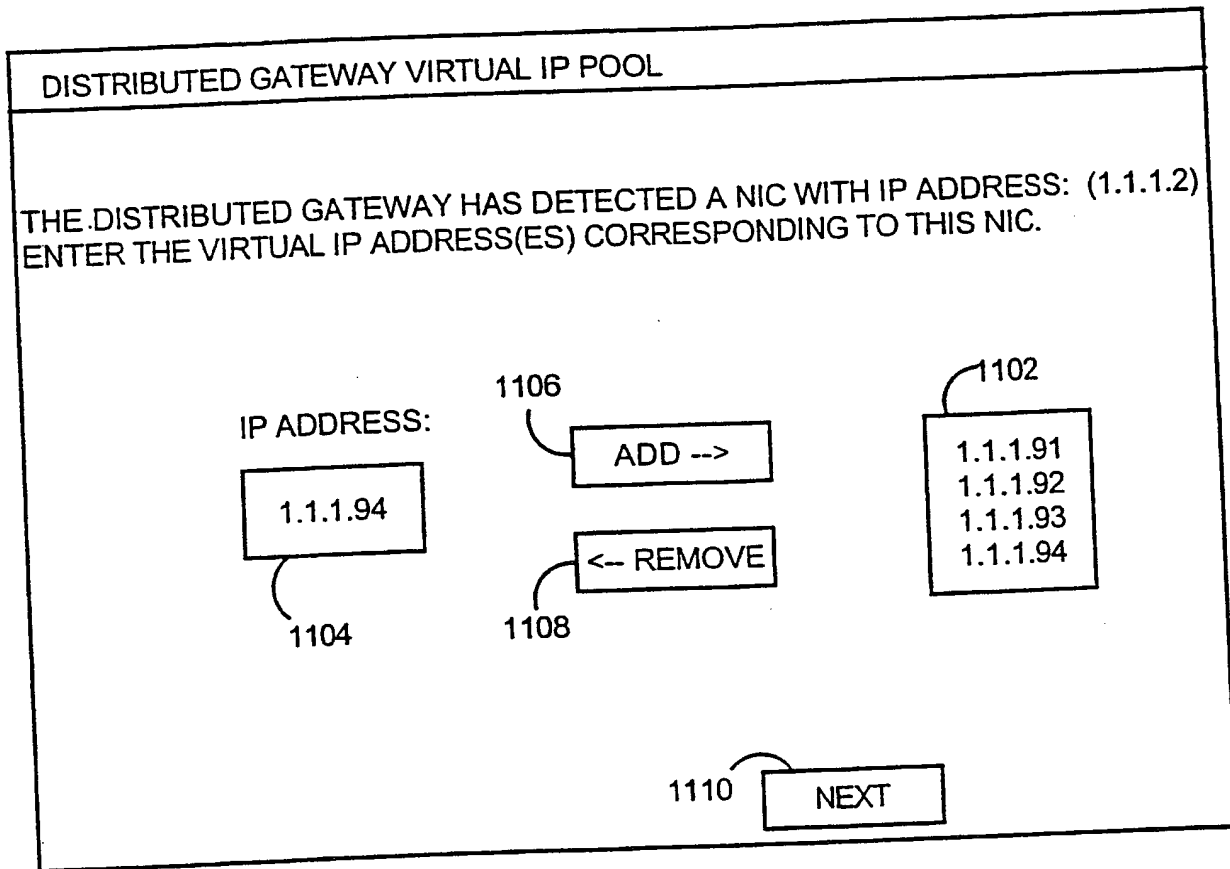 DISTRIBUTED GATEWAY VIRTUAL IP POOL
THE DISTRIBUTED GATEWAY HAS DETECTED A NIC WITH IP ADDRESS: (1.1.1.2)
ENTER THE VIRTUAL IP ADDRESS(ES) CORRESPONDING TO THIS NIC.
1106
1102
IP ADDRESS:
ADD -->
1.1.1.91
1.1.1.92
1.1.1.93
1.1.1.94
1.1.1.94
<-- REMOVE
1104
1108
1110
NEXT